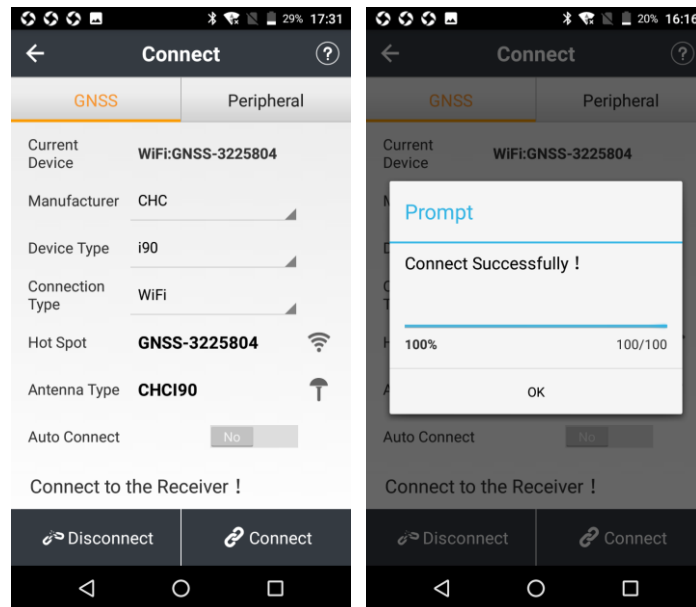 29% 17:31
Connect
?
GNSS Peripheral
Current
Device
WiFi:GNSS-3225804
Manufacturer CHC
Device Type i90
Connection
Type
WiFi
Hot Spot GNSS-3225804
Antenna Type CHCI90
Auto Connect No
Connect to the Receiver！
Disconnect Connect
20% 16:16
Connect
?
GNSS Peripheral
Current
Device
WiFi:GNSS-3225804
Prompt
Connect Successfully！
100% 100/100
OK
Auto Connect No
Connect to the Receiver！
Disconnect Connect